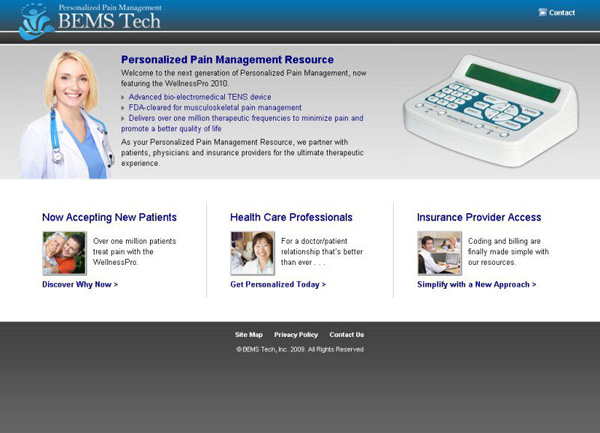 Personalized Pain Management
BEMS Tech
Contact
Personalized Pain Management Resource
Welcome to the next generation of Personalized Pain Management, now
featuring the WellnessPro 2010.
Advanced bio-electromedical TENS device
FDA-cleared for musculoskeletal pain management
Delivers over one million therapeutic frequencies to minimize pain and
promote a better quality of life
As your Personalized Pain Management Resource, we partner with
patients, physicians and insurance providers for the ultimate therapeutic
experience.
Now Accepting New Patients
Over one million patients
treat pain with the
WellnessPro.
Discover Why Now >
Health Care Professionals
For a doctor/patient
relationship that's better
than ever . . .
Get Personalized Today >
Insurance Provider Access
Coding and billing are
finally made simple with
our resources.
Simplify with a New Approach >
Site Map Privacy Policy Contact Us
© BEMS Tech, Inc. 2009. All Rights Reserved